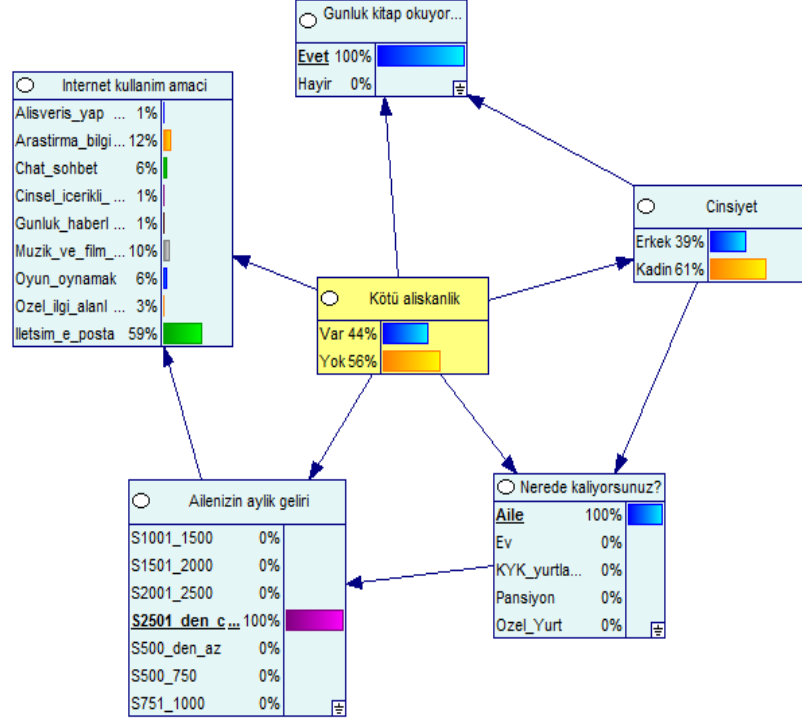 Gunluk kitap okuyor...
Evet 100%
Hayir 0%
Internet kullanim amaci
Alisveris_yap ... 1%
Arastirma_bilgi ... 12%
Chat_sohbet 6%
Cinsel_icerikli_ ... 1%
Gunluk_haberl ... 1%
Muzik_ve_film_... 10%
Oyun_oynamak 6%
Ozel_ilgi_alanl ... 3%
Iletsim_e_posta 59%
Cinsiyet
Erkek 39%
Kadin 61%
Kötü aliskanlik
Var 44%
Yok 56%
Ailenizin aylik geliri
S1001_1500 0%
S1501_2000 0%
S2001_2500 0%
S2501_den_c ... 100%
S500_den_az 0%
S500_750 0%
S751_1000 0%
Nerede kaliyorsunuz?
Aile 100%
Ev 0%
KYK_yurtla... 0%
Pansiyon 0%
Ozel_Yurt 0%